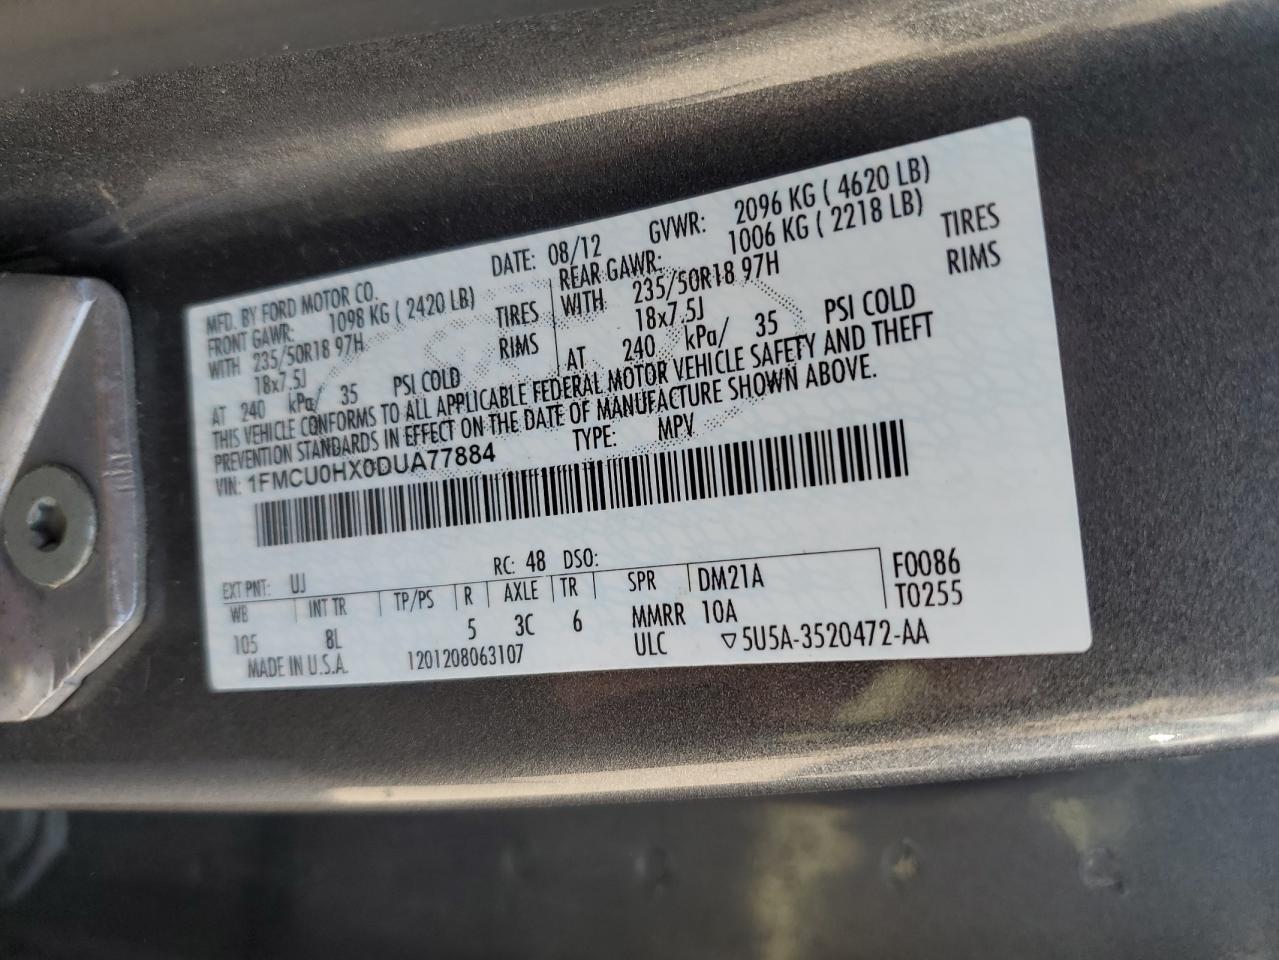 MFD. BY FORD MOTOR CO. DATE: 08/12 GVWR: 2096 KG ( 4620 LB)
FRONT GAWR: 1098 KG ( 2420 LB) REAR GAWR: 1006 KG ( 2218 LB)
WITH 235/50R18 97H TIRES WITH 235/50R18 97H TIRES
18x7.5J RIMS 18x7.5J RIMS
AT 240 kPa/ 35 PSI COLD AT 240 kPa/ 35 PSI COLD
THIS VEHICLE CONFORMS TO ALL APPLICABLE FEDERAL MOTOR VEHICLE SAFETY AND THEFT
PREVENTION STANDARDS IN EFFECT ON THE DATE OF MANUFACTURE SHOWN ABOVE.
VIN: 1FMCU0HX0DUA77884 TYPE: MPV
EXT PNT: UJ RC: 48 DSO:
WB INT TR TP/PS R AXLE TR SPR DM21A F0086
105 8L 5 3C 6 MMRR 10A T0255
MADE IN U.S.A. 1201208063107 ULC ▽5U5A-3520472-AA